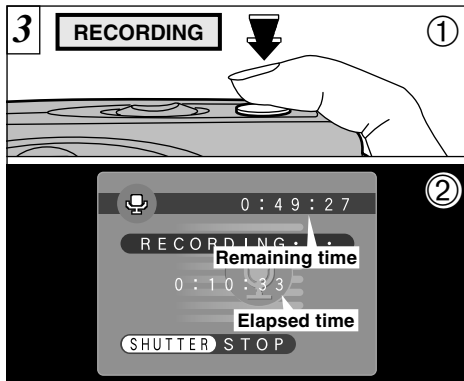 3 RECORDING ①
②
0:49:27
RECORDING···
Remaining time
0:10:33
Elapsed time
SHUTTER STOP